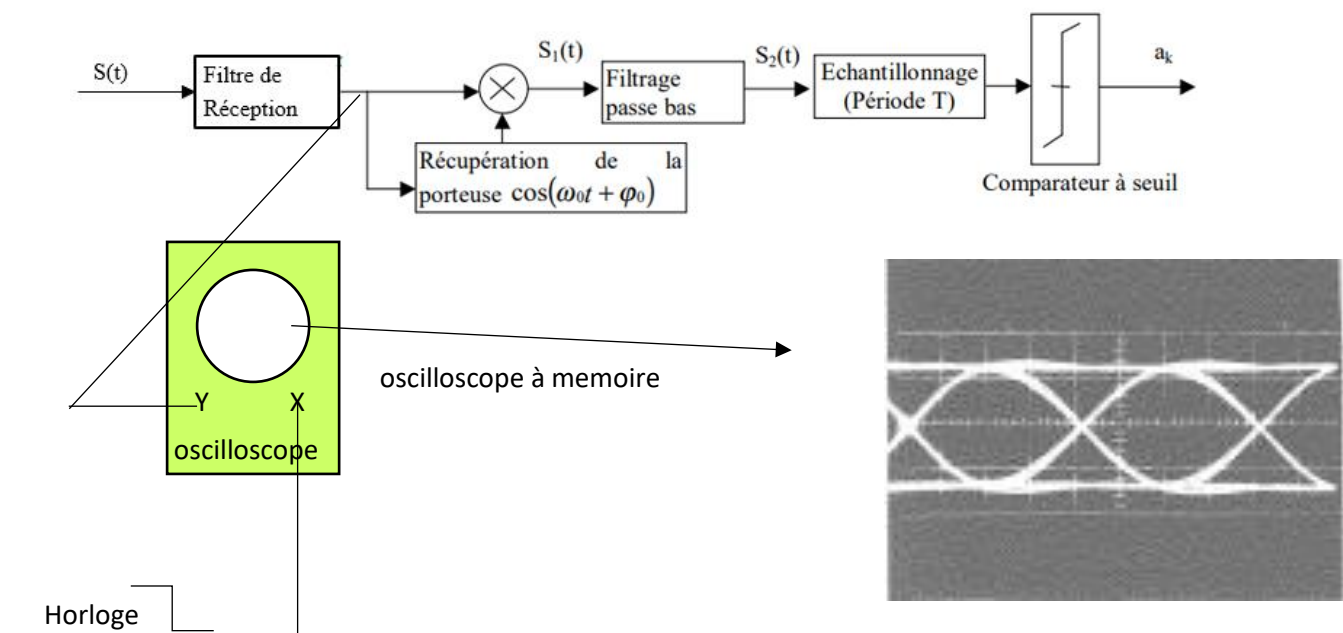 S(t)
Filtre de
Réception
S₁(t)
Filtrage
passe bas
S₂(t)
Echantillonnage
(Période T)
aₖ
Récupération de la
porteuse cos(ω₀t + φ₀)
Comparateur à seuil
oscilloscope à memoire
Y X
oscilloscope
Horloge